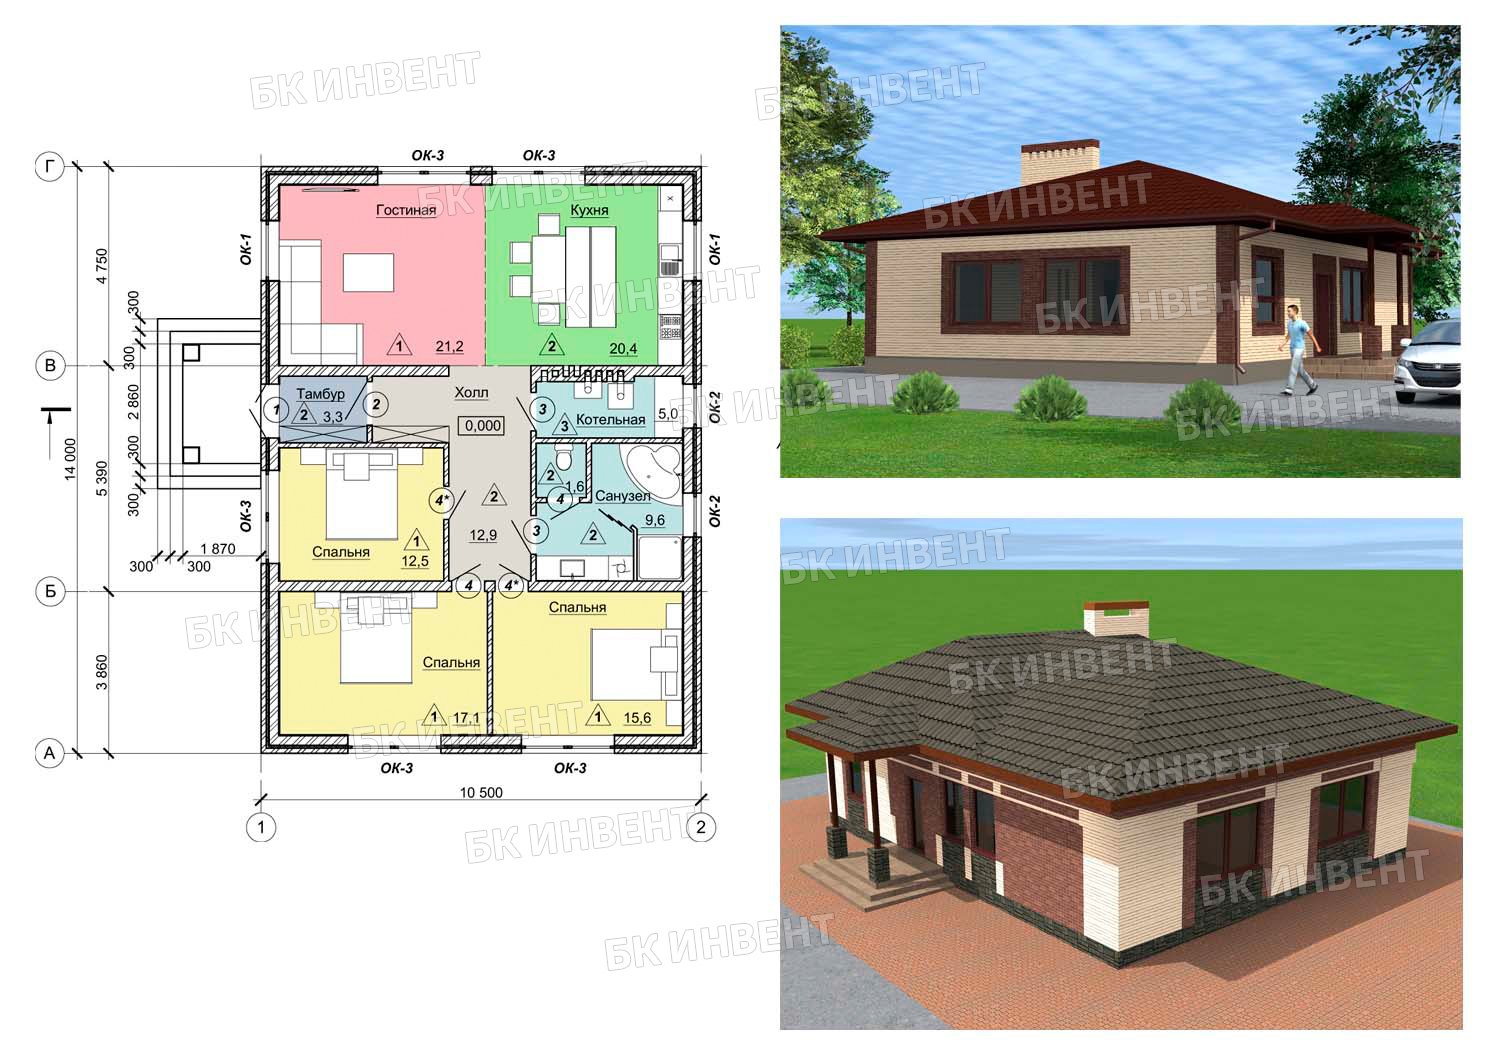 БК ИНВЕНТ
БК ИНВЕНТ
ОК-3 ОК-3
Г
БК ИНВЕНТ
БК ИНВЕНТ
Гостиная Кухня
х
ОК-1 ОК-1
4 750
БК ИНВЕНТ
БК ИНВЕНТ
300
1 21,2 2 20,4
В
300
Тамбур Холл
БК ИНВЕНТ
БК ИНВЕНТ
1 2 3,3 2 3 5,0 ОК-2
0,000 3 Котельная
2 860
14 000
300
5 390
300
ОК-3
4* 2 2 1,6 Санузел ОК-2
4
12,9 3 2 9,6
1 870
300 300
Спальня 1
12,5
БК ИНВЕНТ
Б
4 4*
БК ИНВЕНТ
Спальня
3 860
Спальня
БК ИНВЕНТ
1 17,1 1 15,6
БК ИНВЕНТ
А
ОК-3 ОК-3
БК ИНВЕНТ
10 500
1 2
БК ИНВЕНТ
БК ИНВЕНТ
БК ИНВЕНТ